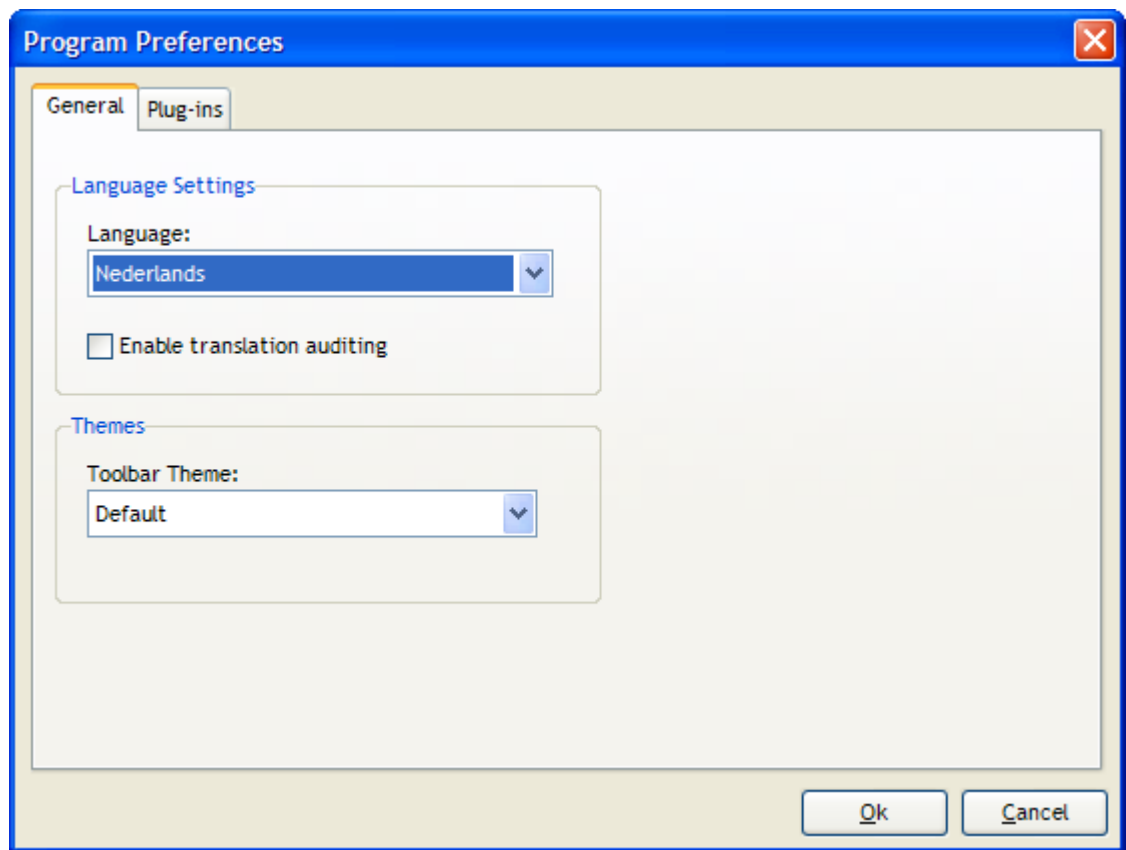 Program Preferences
General
Plug-ins
Language Settings
Language:
Nederlands
Enable translation auditing
Themes
Toolbar Theme:
Default
Ok
Cancel